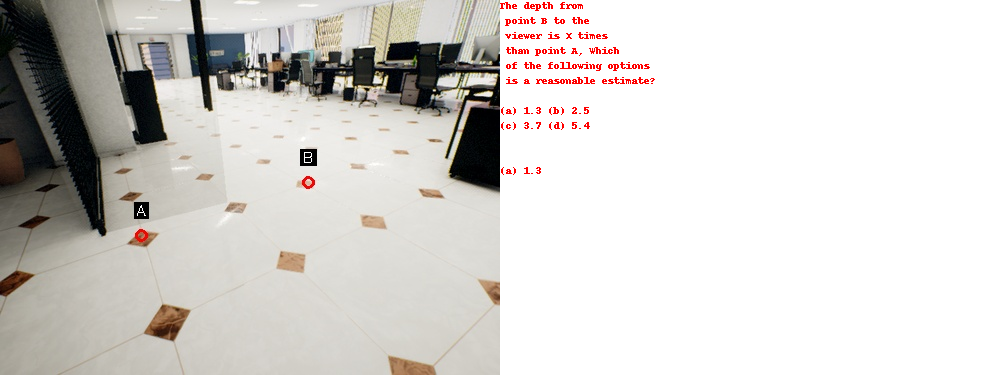 The depth from
point B to the
viewer is X times
than point A, Which
of the following options
is a reasonable estimate?
(a) 1.3 (b) 2.5
(c) 3.7 (d) 5.4
(a) 1.3
B
A